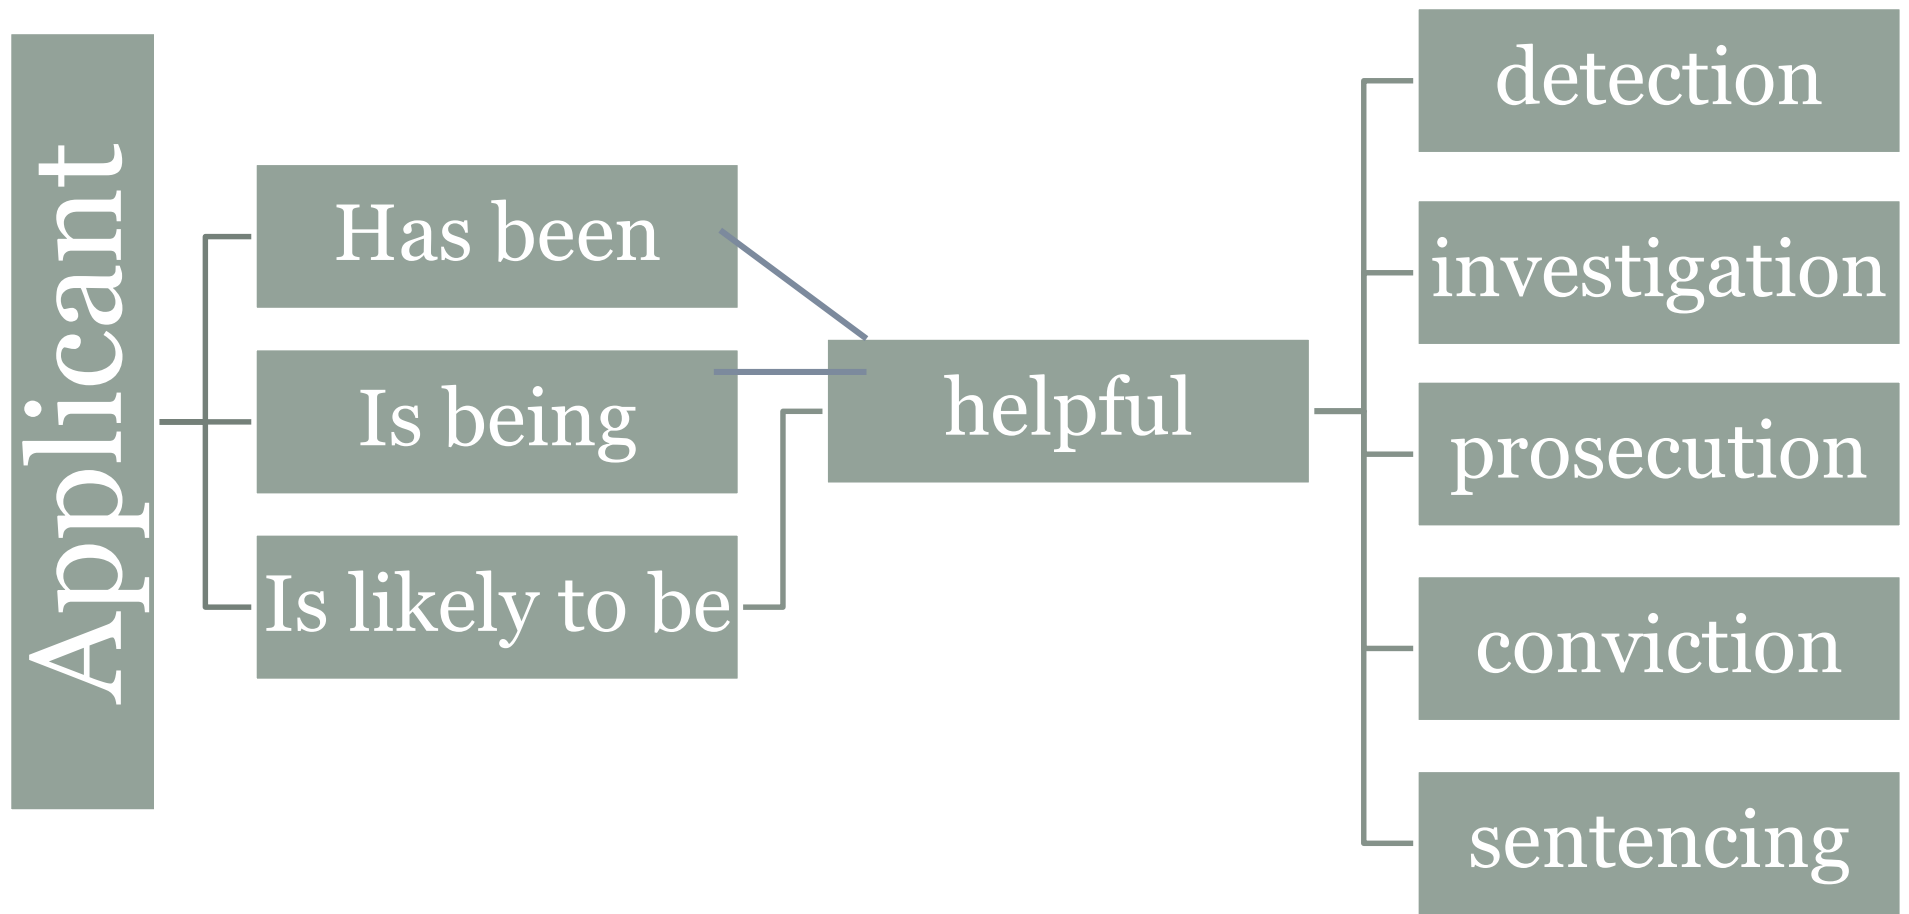 Applicant
Has been
Is being
Is likely to be
helpful
detection
investigation
prosecution
conviction
sentencing